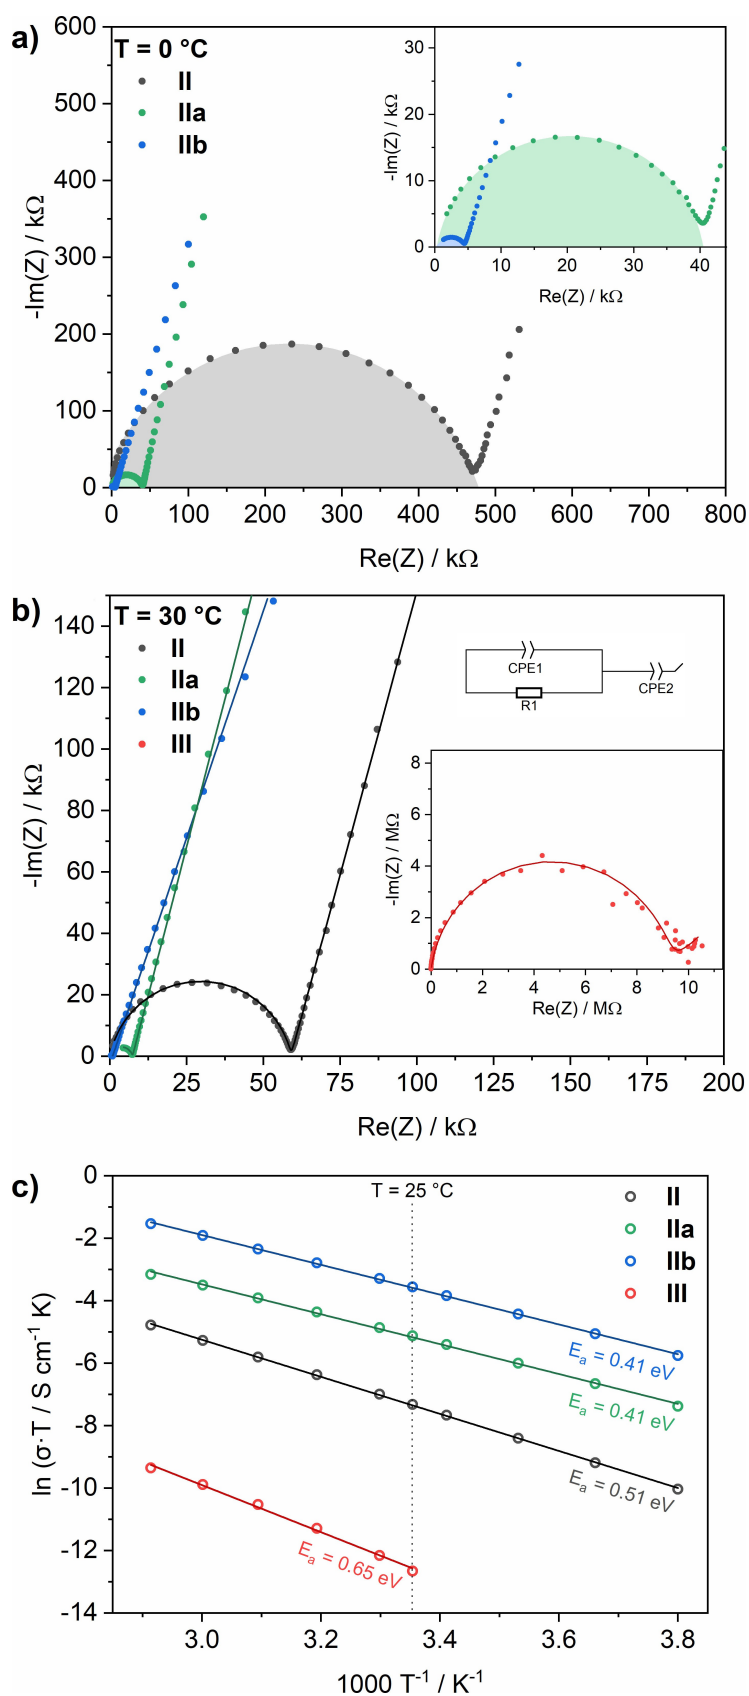 a)
T = 0 °C
II
IIa
IIb
600
500
400
300
200
100
0
-Im(Z) / kΩ
0 100 200 300 400 500 600 700 800
Re(Z) / kΩ
30
20
10
0
-Im(Z) / kΩ
0 10 20 30 40
Re(Z) / kΩ
b)
T = 30 °C
II
IIa
IIb
III
140
120
100
80
60
40
20
0
-Im(Z) / kΩ
0 25 50 75 100 125 150 175 200
Re(Z) / kΩ
CPE1
R1
CPE2
8
6
4
2
0
-Im(Z) / MΩ
0 2 4 6 8 10
Re(Z) / MΩ
c)
T = 25 °C
II
IIa
IIb
III
0
-2
-4
-6
-8
-10
-12
-14
ln (σ·T / S cm⁻¹ K)
Eₐ = 0.41 eV
Eₐ = 0.41 eV
Eₐ = 0.51 eV
Eₐ = 0.65 eV
3.0 3.2 3.4 3.6 3.8
1000 T⁻¹ / K⁻¹